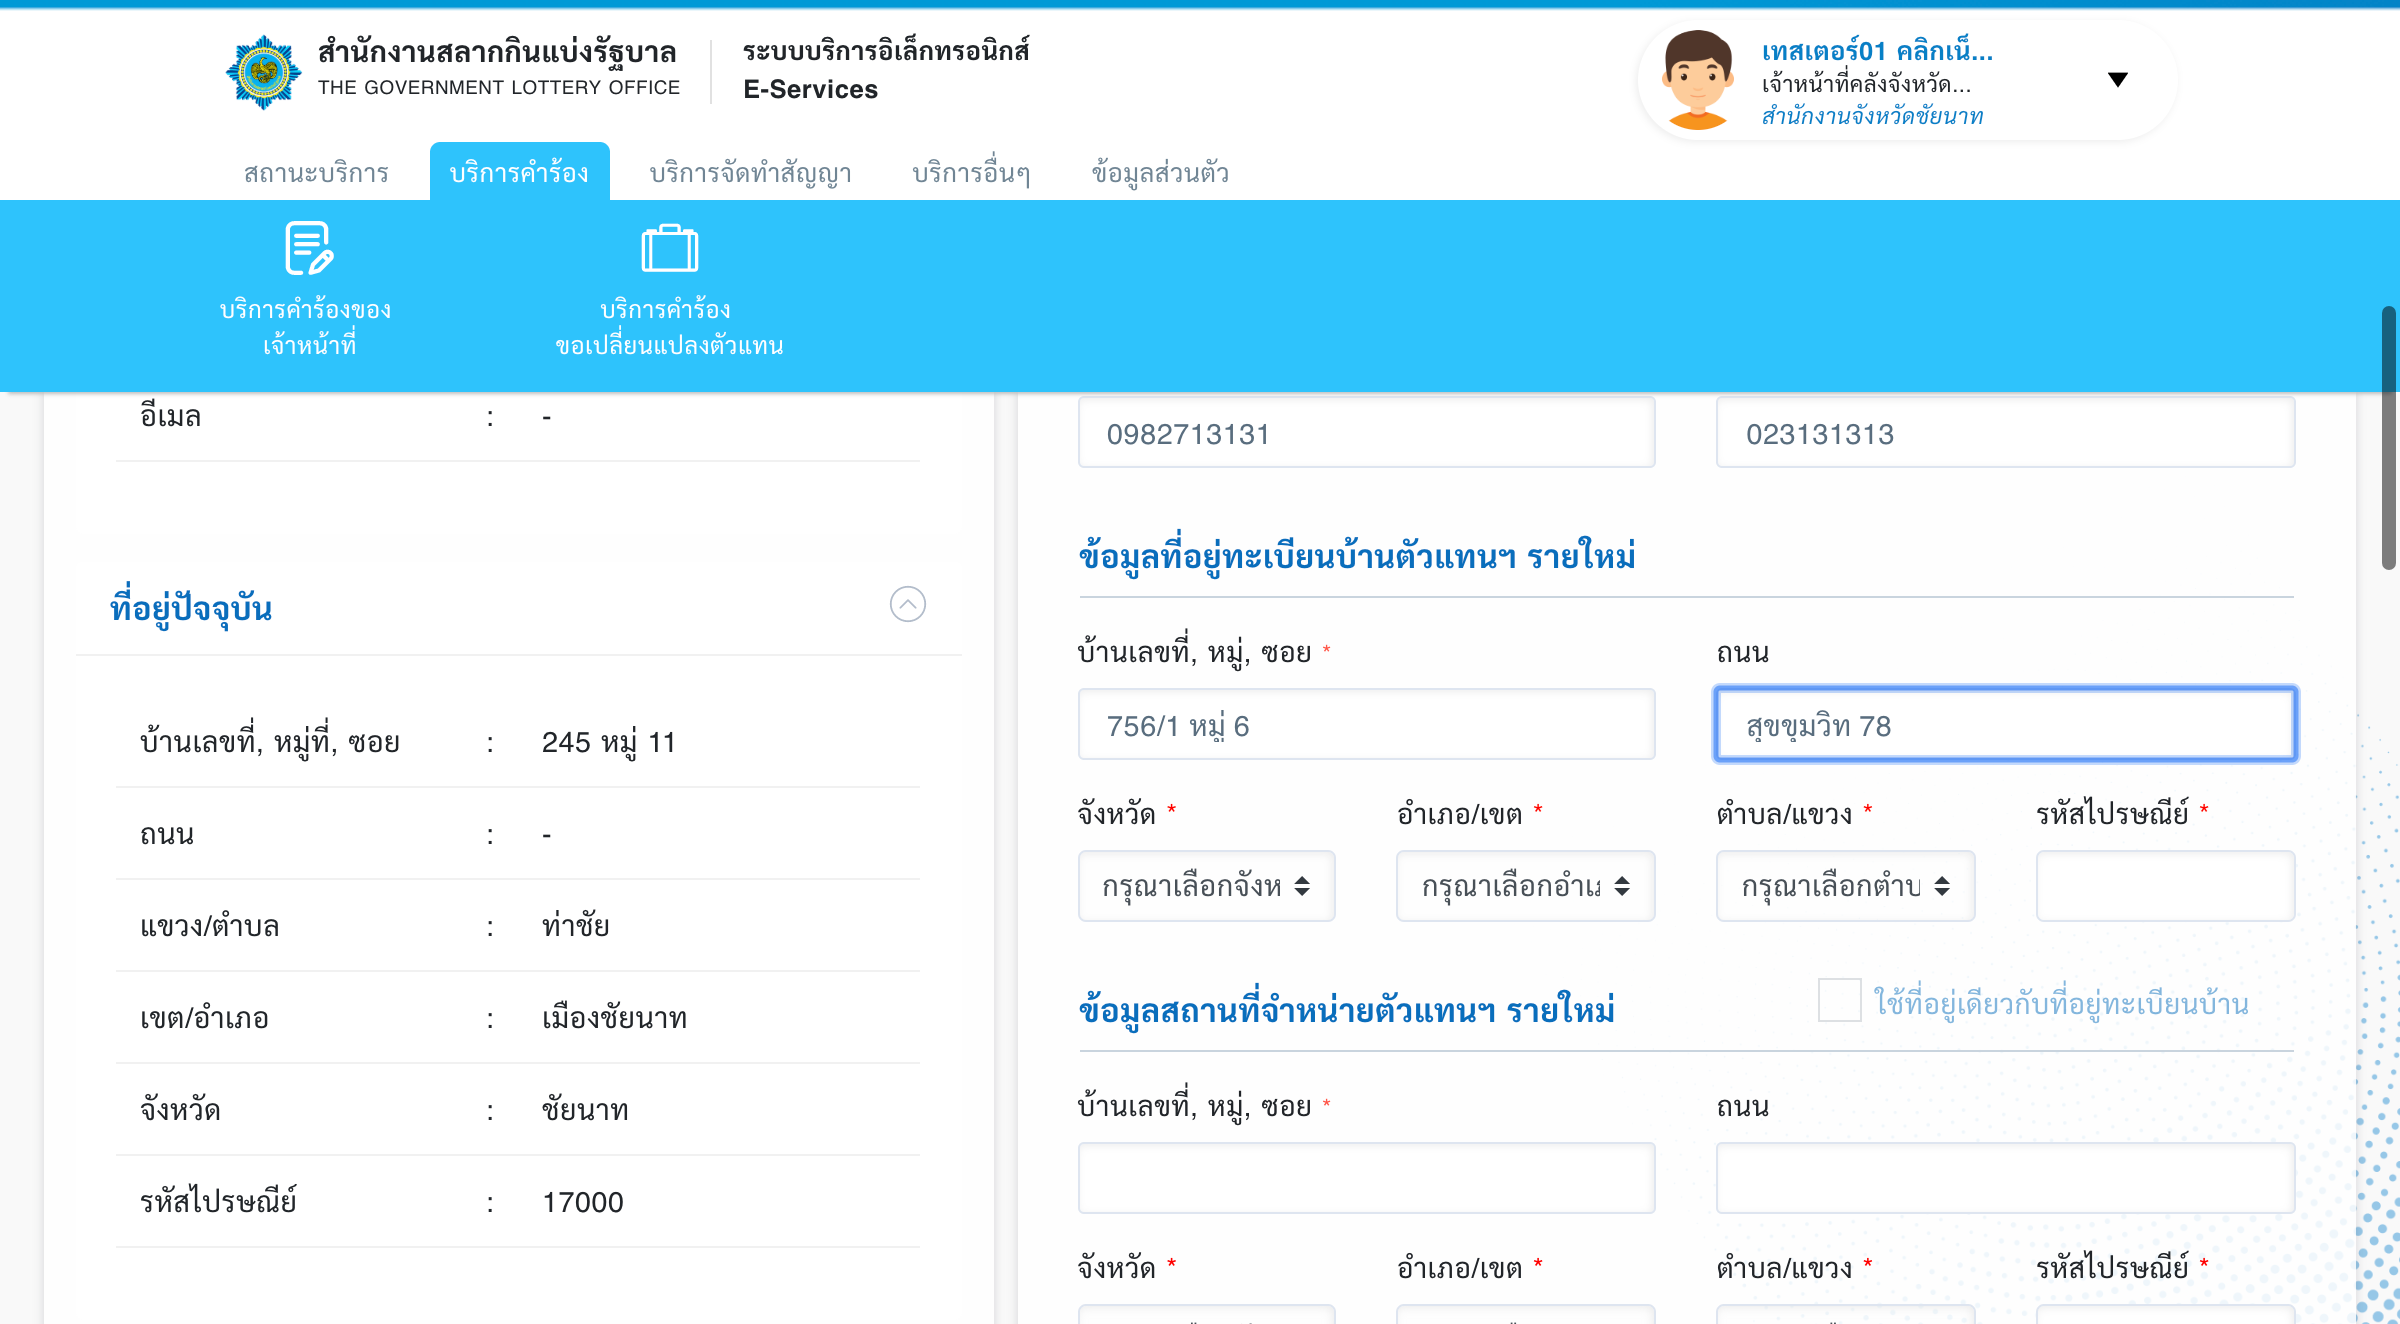 สำนักงานสลากกินแบ่งรัฐบาล
THE GOVERNMENT LOTTERY OFFICE
ระบบบริการอิเล็กทรอนิกส์
E-Services
เทสเตอร์01 คลิกเน็...
เจ้าหน้าที่คลังจังหวัด...
สำนักงานจังหวัดชัยนาท
สถานะบริการ
บริการคำร้อง
บริการจัดทำสัญญา
บริการอื่นๆ
ข้อมูลส่วนตัว
บริการคำร้องของ
เจ้าหน้าที่
บริการคำร้อง
ขอเปลี่ยนแปลงตัวแทน
อีเมล : -
ที่อยู่ปัจจุบัน
บ้านเลขที่, หมู่ที่, ซอย : 245 หมู่ 11
ถนน : -
แขวง/ตำบล : ท่าชัย
เขต/อำเภอ : เมืองชัยนาท
จังหวัด : ชัยนาท
รหัสไปรษณีย์ : 17000
0982713131 023131313
ข้อมูลที่อยู่ทะเบียนบ้านตัวแทนฯ รายใหม่
บ้านเลขที่, หมู่, ซอย * ถนน
756/1 หมู่ 6 สุขขุมวิท 78
จังหวัด * อำเภอ/เขต * ตำบล/แขวง * รหัสไปรษณีย์ *
กรุณาเลือกจังห กรุณาเลือกอำเ กรุณาเลือกตำบ
ข้อมูลสถานที่จำหน่ายตัวแทนฯ รายใหม่ ใช้ที่อยู่เดียวกับที่อยู่ทะเบียนบ้าน
บ้านเลขที่, หมู่, ซอย * ถนน
จังหวัด * อำเภอ/เขต * ตำบล/แขวง * รหัสไปรษณีย์ *